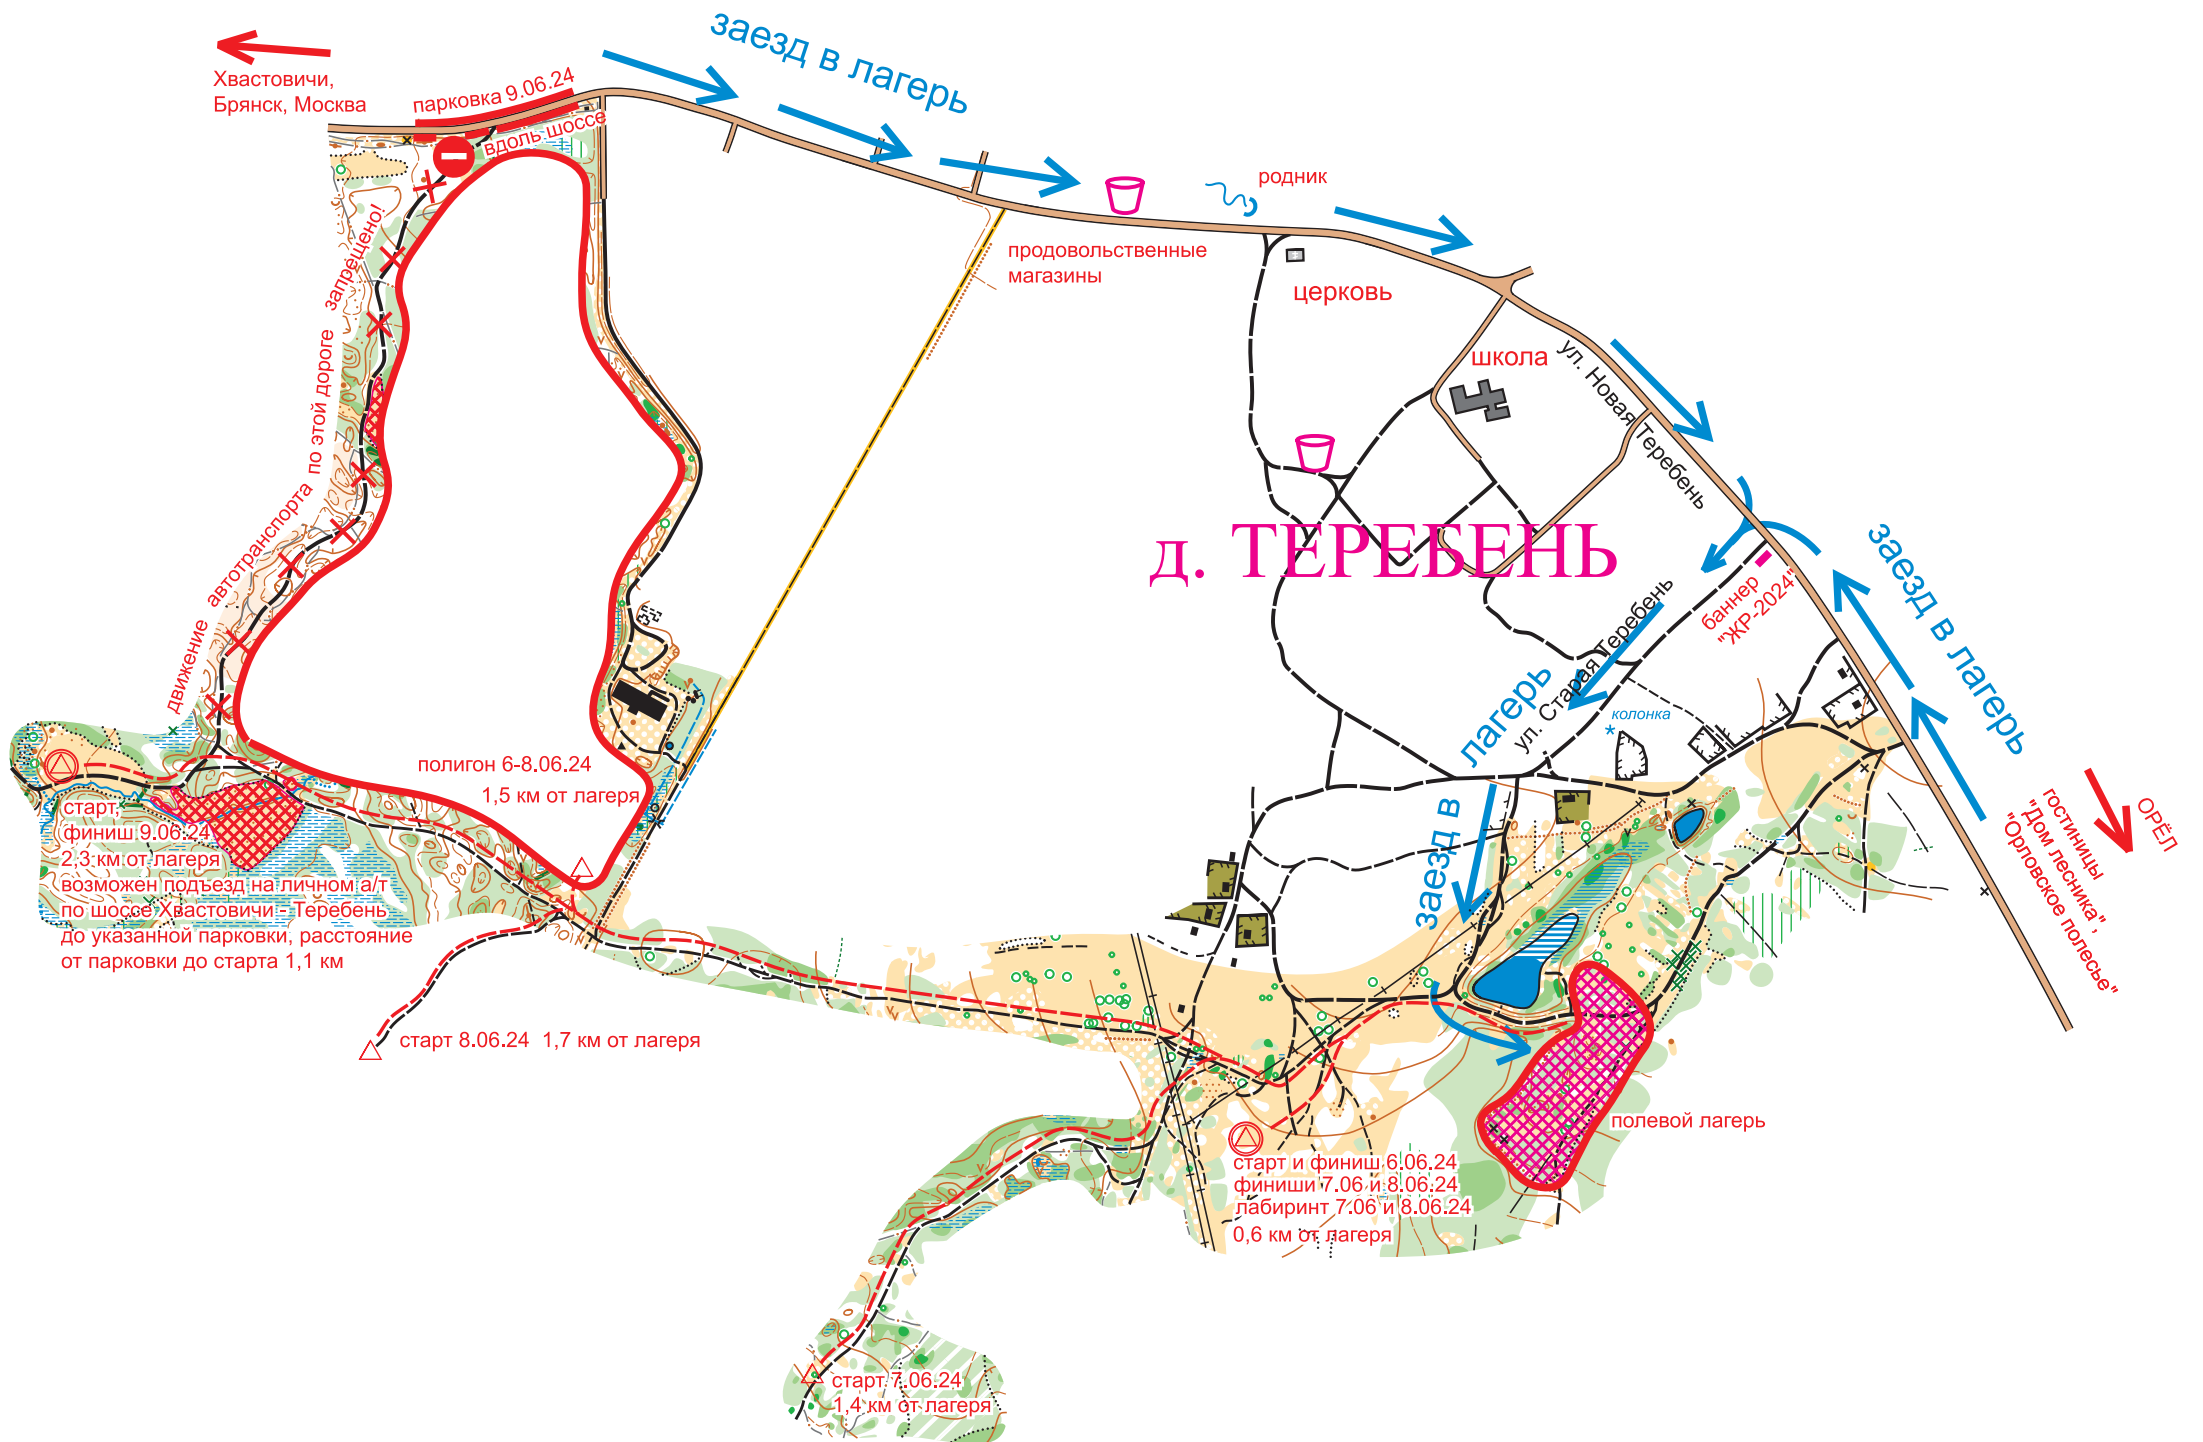 заезд в лагерь
Хвастовичи,
Брянск, Москва
парковка 9.06.24
вдоль шоссе
родник
продовольственные
магазины
церковь
школа
ул. Новая Теребень
движение автотранспорта по этой дороге запрещено!
д. ТЕРЕБЕНЬ
баннер
"ЖР-2024"
заезд в лагерь
ул. Старая Теребень
колонка
заезд в лагерь
гостиницы
"Дом лесника",
"Орловское полесье"
ОРЁЛ
полигон 6-8.06.24
1,5 км от лагеря
старт,
финиш 9.06.24
2,3 км от лагеря
возможен подъезд на личном а/т
по шоссе Хвастовичи - Теребень
до указанной парковки, расстояние
от парковки до старта 1,1 км
старт 8.06.24 1,7 км от лагеря
полевой лагерь
старт и финиш 6.06.24
финиши 7.06 и 8.06.24
лабиринт 7.06 и 8.06.24
0,6 км от лагеря
старт 7.06.24
1,4 км от лагеря